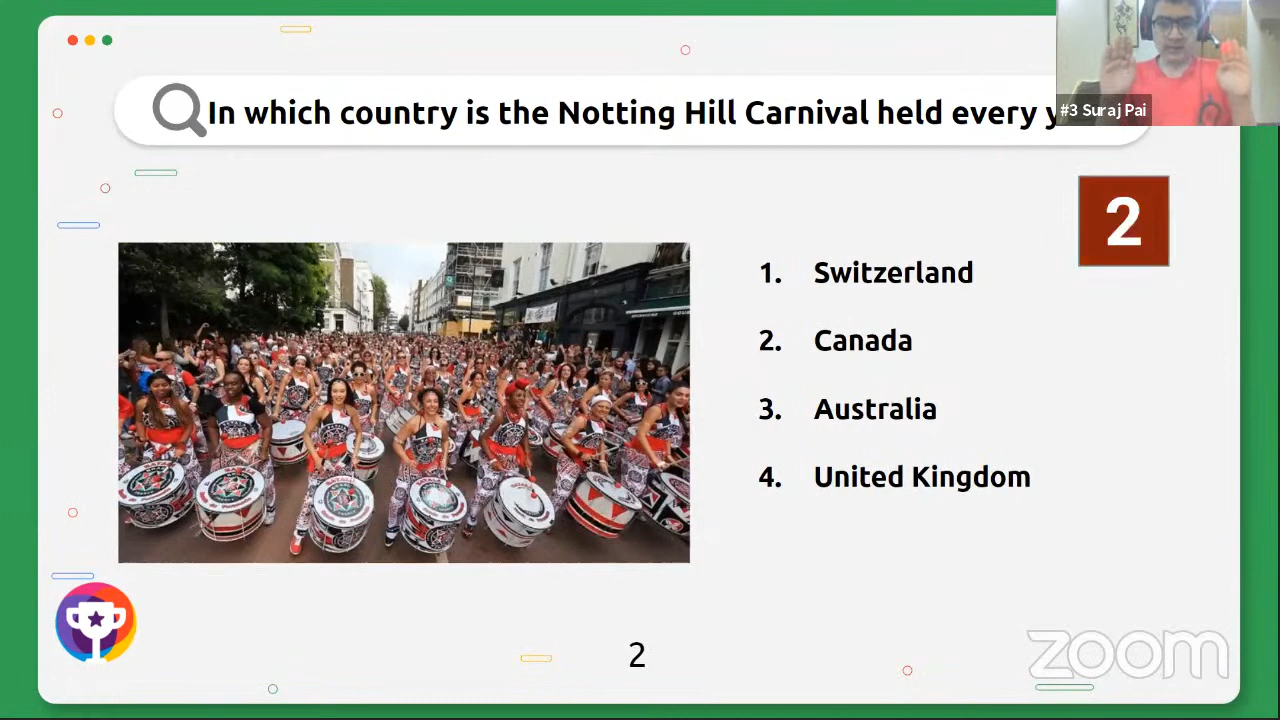 In which country is the Notting Hill Carnival held every y
#3 Suraj Pai
2
1. Switzerland
2. Canada
3. Australia
4. United Kingdom
2
zoom